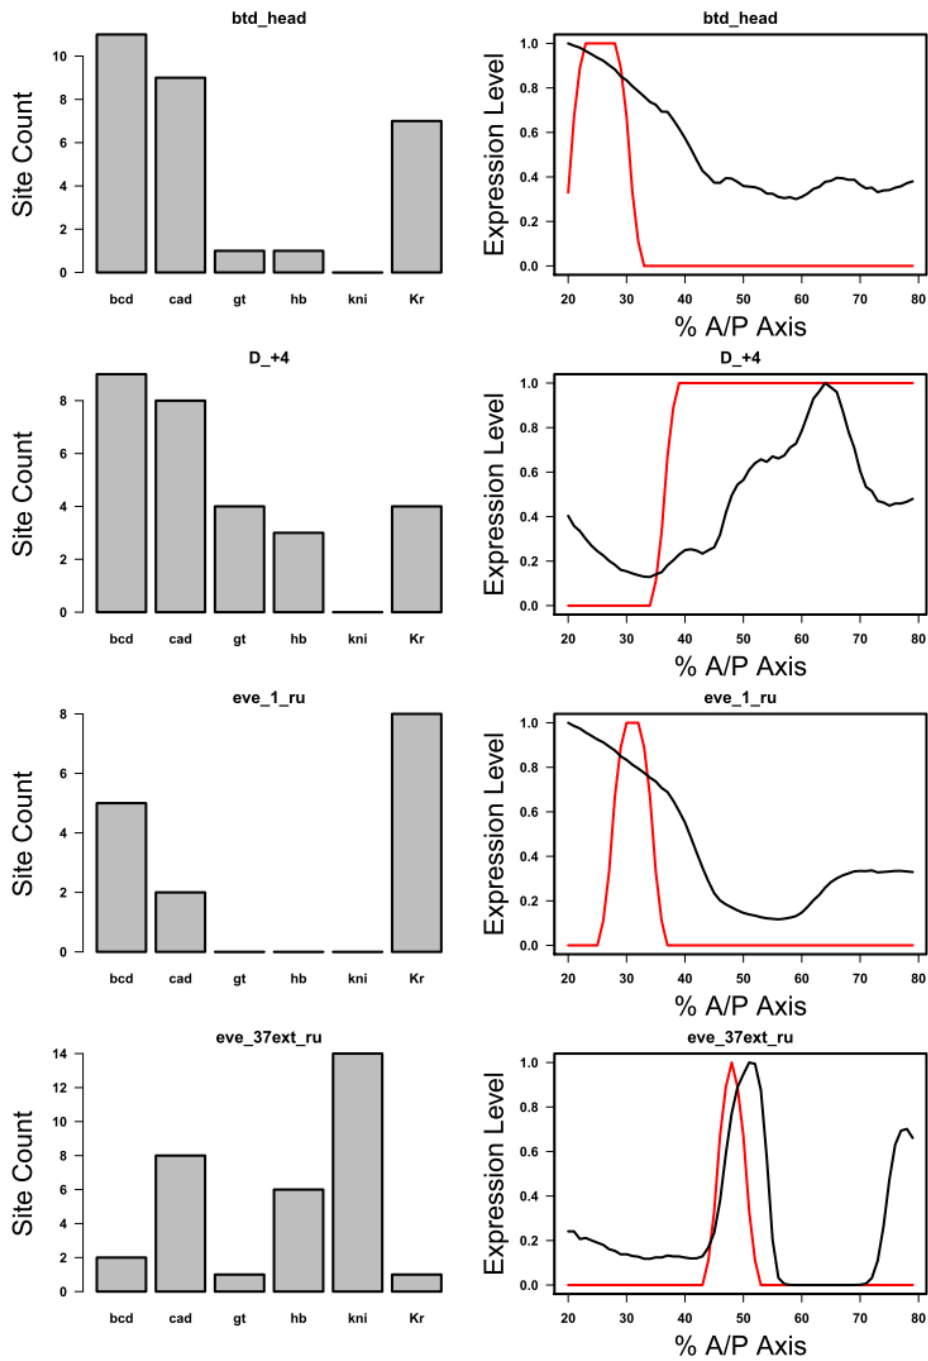 btd_head
Site Count
10
8
6
4
2
0
bcd cad gt hb kni Kr
btd_head
Expression Level
1.0
0.8
0.6
0.4
0.2
0.0
20 30 40 50 60 70 80
% A/P Axis
D_+4
Site Count
8
6
4
2
0
bcd cad gt hb kni Kr
D_+4
Expression Level
1.0
0.8
0.6
0.4
0.2
0.0
20 30 40 50 60 70 80
% A/P Axis
eve_1_ru
Site Count
8
6
4
2
0
bcd cad gt hb kni Kr
eve_1_ru
Expression Level
1.0
0.8
0.6
0.4
0.2
0.0
20 30 40 50 60 70 80
% A/P Axis
eve_37ext_ru
Site Count
14
12
10
8
6
4
2
0
bcd cad gt hb kni Kr
eve_37ext_ru
Expression Level
1.0
0.8
0.6
0.4
0.2
0.0
20 30 40 50 60 70 80
% A/P Axis